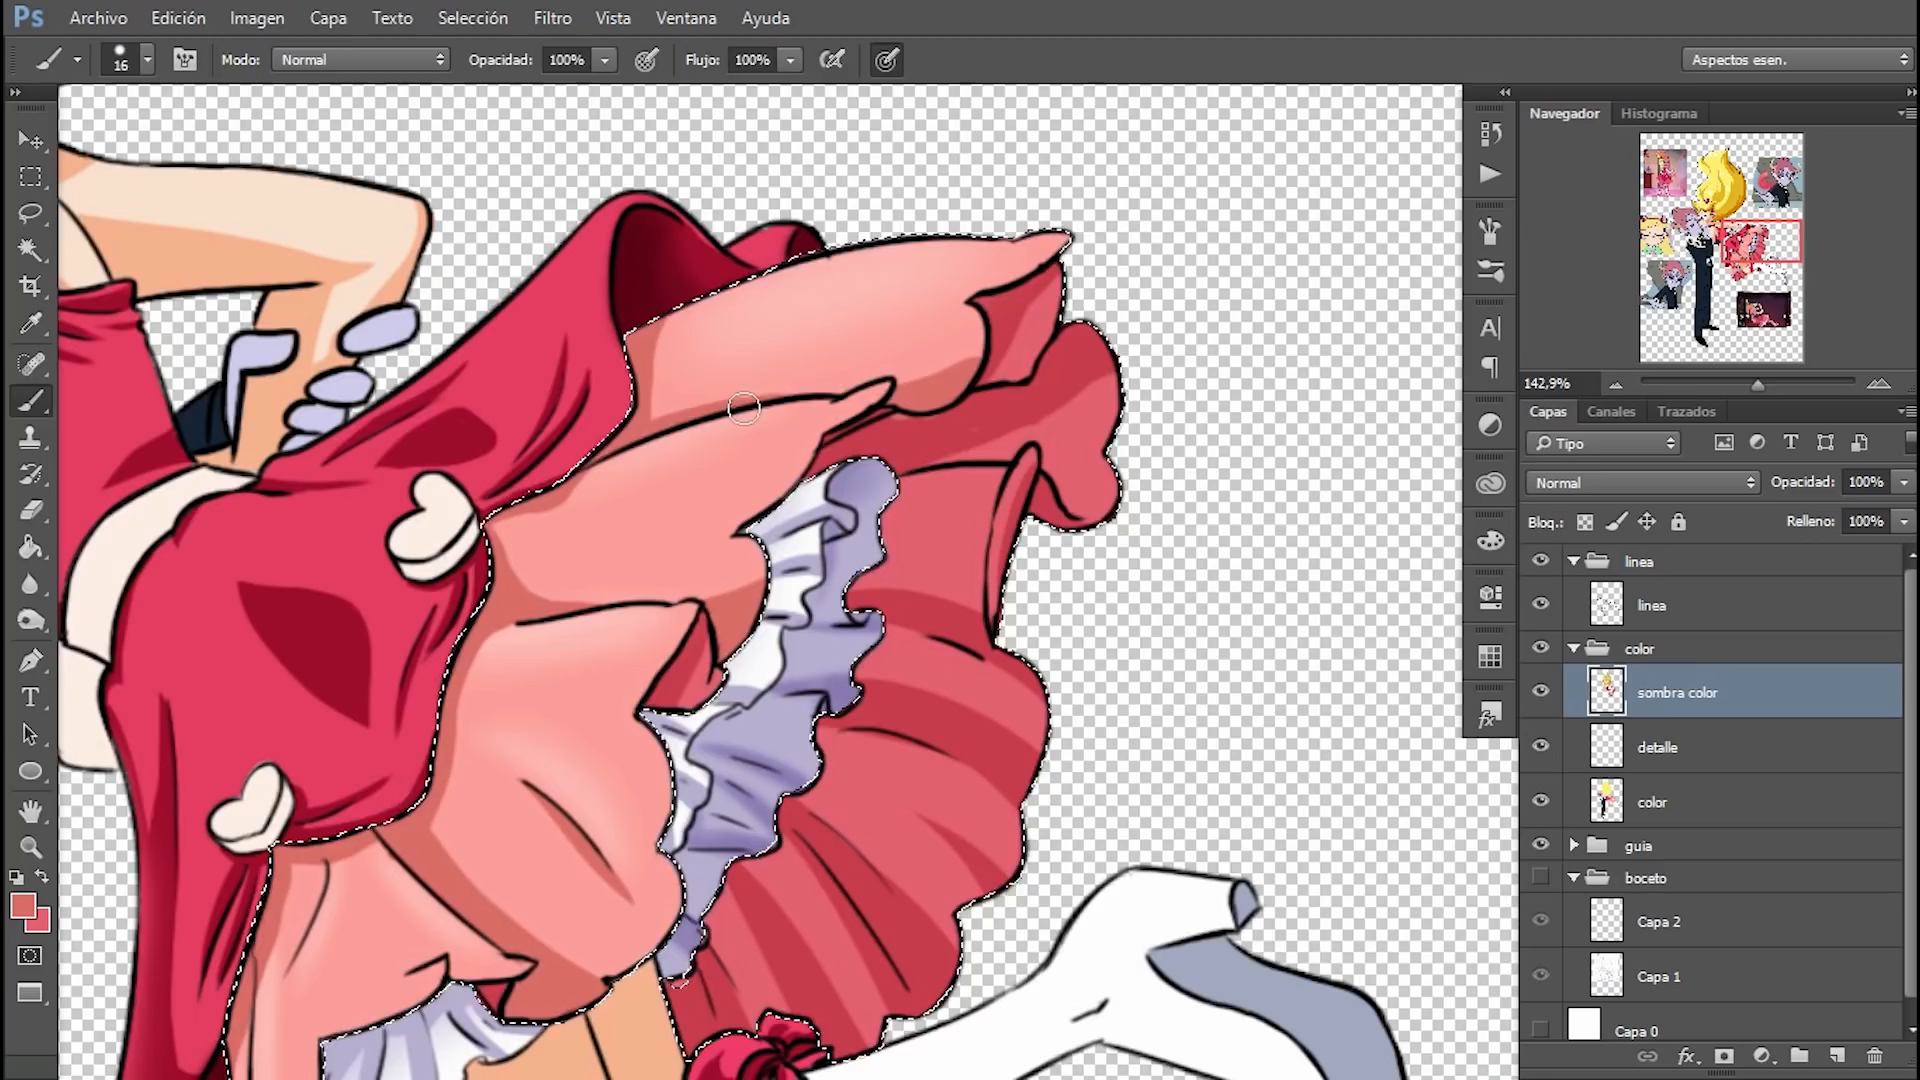 Ps Archivo Edición Imagen Capa Texto Selección Filtro Vista Ventana Ayuda
16 Modo: Normal Opacidad: 100% Flujo: 100% Aspectos esen.
Navegador Histograma
142,9%
Capas Canales Trazados
Tipo
Normal Opacidad: 100%
Bloq.: Relleno: 100%
linea
linea
color
sombra color
detalle
color
guia
boceto
Capa 2
Capa 1
Capa 0
fx